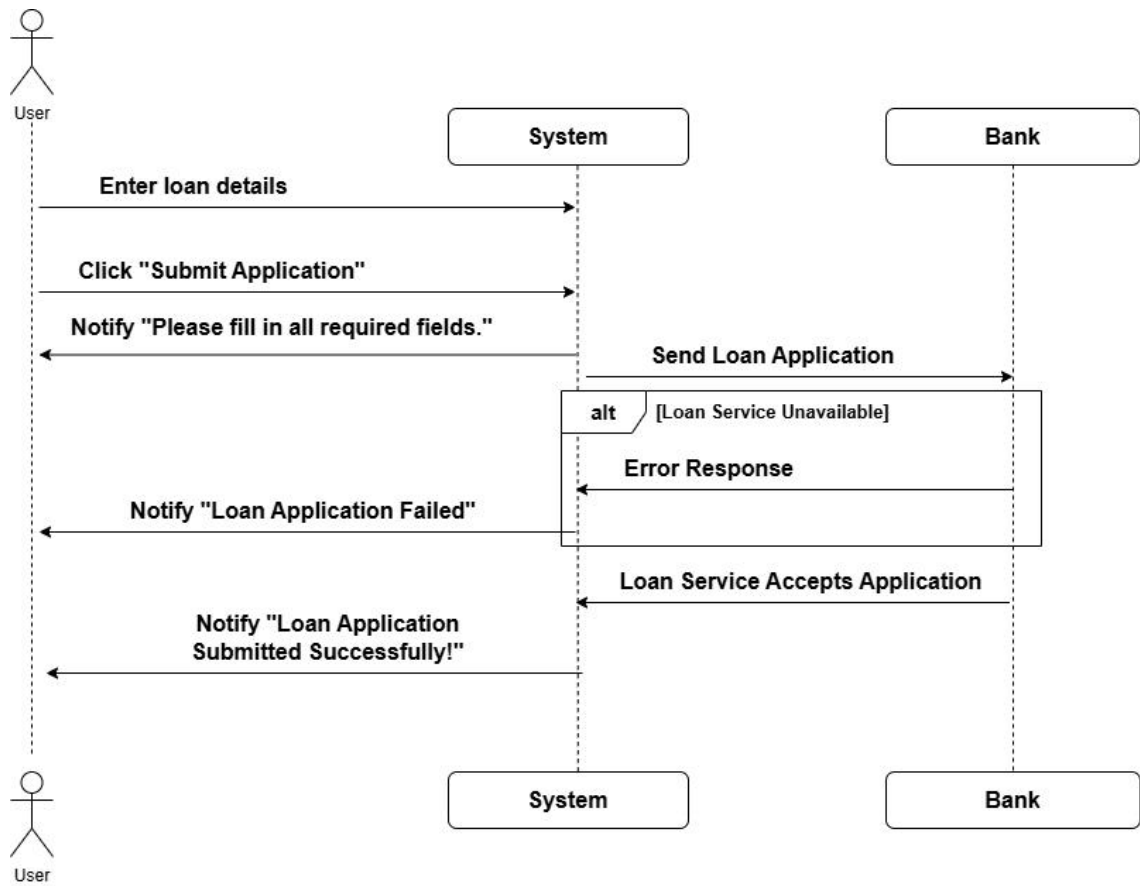 User
System
Bank
Enter loan details
Click "Submit Application"
Notify "Please fill in all required fields."
Send Loan Application
alt
[Loan Service Unavailable]
Error Response
Notify "Loan Application Failed"
Loan Service Accepts Application
Notify "Loan Application
Submitted Successfully!"
System
Bank
User